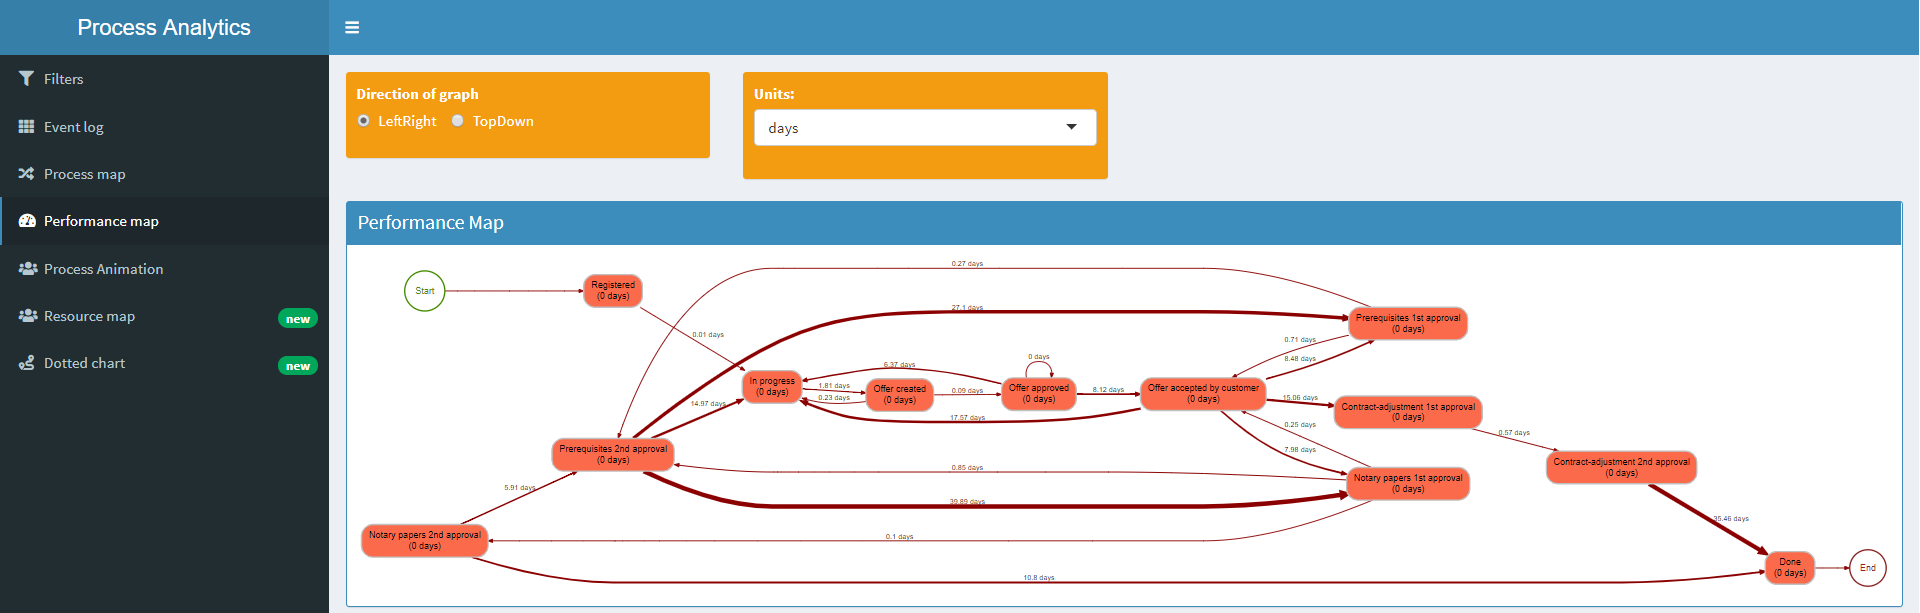 Process Analytics
Filters
Event log
Process map
Performance map
Process Animation
Resource map
new
Dotted chart
new
Direction of graph
LeftRight
TopDown
Units:
days
Performance Map
0.27 days
Start
Registered
(0 days)
27.1 days
Prerequisites 1st approval
(0 days)
0.01 days
0.71 days
0 days
8.48 days
6.37 days
In progress
(0 days)
1.81 days
0.23 days
Offer created
(0 days)
0.09 days
Offer approved
(0 days)
8.12 days
Offer accepted by customer
(0 days)
14.97 days
15.06 days
Contract-adjustment 1st approval
(0 days)
17.57 days
0.25 days
0.57 days
Prerequisites 2nd approval
(0 days)
7.98 days
Contract-adjustment 2nd approval
(0 days)
0.85 days
Notary papers 1st approval
(0 days)
5.91 days
39.89 days
35.46 days
Notary papers 2nd approval
(0 days)
0.1 days
10.8 days
Done
(0 days)
End